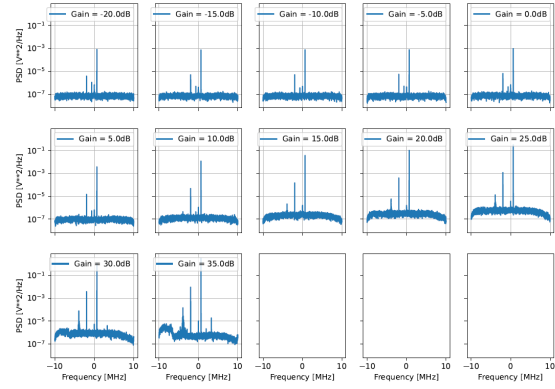 Gain = -20.0dB Gain = -15.0dB Gain = -10.0dB Gain = -5.0dB Gain = 0.0dB
PSD [V**2/Hz]
10⁻¹
10⁻³
10⁻⁵
10⁻⁷
Gain = 5.0dB Gain = 10.0dB Gain = 15.0dB Gain = 20.0dB Gain = 25.0dB
PSD [V**2/Hz]
10⁻¹
10⁻³
10⁻⁵
10⁻⁷
Gain = 30.0dB Gain = 35.0dB
PSD [V**2/Hz]
10⁻¹
10⁻³
10⁻⁵
10⁻⁷
−10 0 10 −10 0 10 −10 0 10 −10 0 10 −10 0 10
Frequency [MHz] Frequency [MHz] Frequency [MHz] Frequency [MHz] Frequency [MHz]